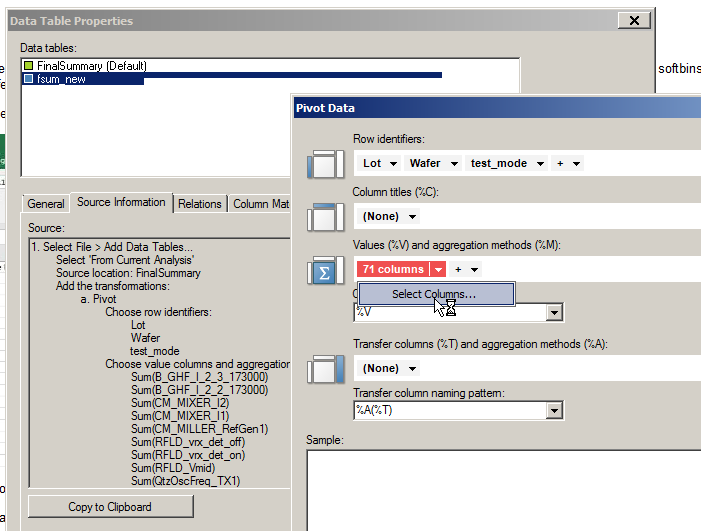 Data Table Properties
Data tables:
FinalSummary (Default)
fsum_new
softbins
Pivot Data
Row identifiers:
Lot Wafer test_mode +
Column titles (%C):
(None)
General Source Information Relations Column Mat
Source:
1. Select File > Add Data Tables...
Select 'From Current Analysis'
Source location: FinalSummary
Add the transformations:
a. Pivot
Choose row identifiers:
Lot
Wafer
test_mode
Choose value columns and aggregation
Sum(B_GHF_I_2_3_173000)
Sum(B_GHF_I_2_2_173000)
Sum(CM_MIXER_I2)
Sum(CM_MIXER_I1)
Sum(CM_MILLER_RefGen1)
Sum(RFLD_vrx_det_off)
Sum(RFLD_vrx_det_on)
Sum(RFLD_Vmid)
Sum(QtzOscFreq_TX1)
Copy to Clipboard
Values (%V) and aggregation methods (%M):
71 columns +
Select Columns...
%V
Transfer columns (%T) and aggregation methods (%A):
(None)
Transfer column naming pattern:
%A(%T)
Sample: